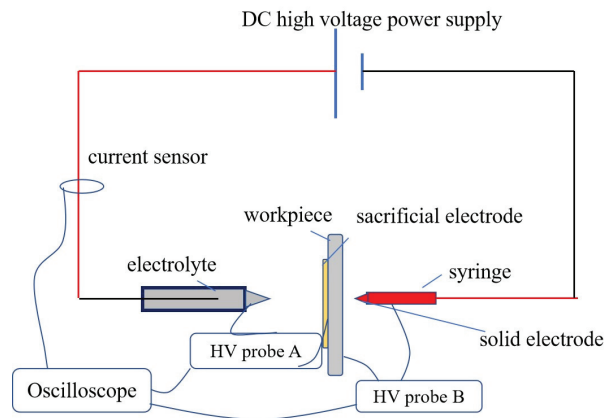 DC high voltage power supply
current sensor
workpiece
sacrificial electrode
electrolyte
syringe
solid electrode
HV probe A
Oscilloscope
HV probe B